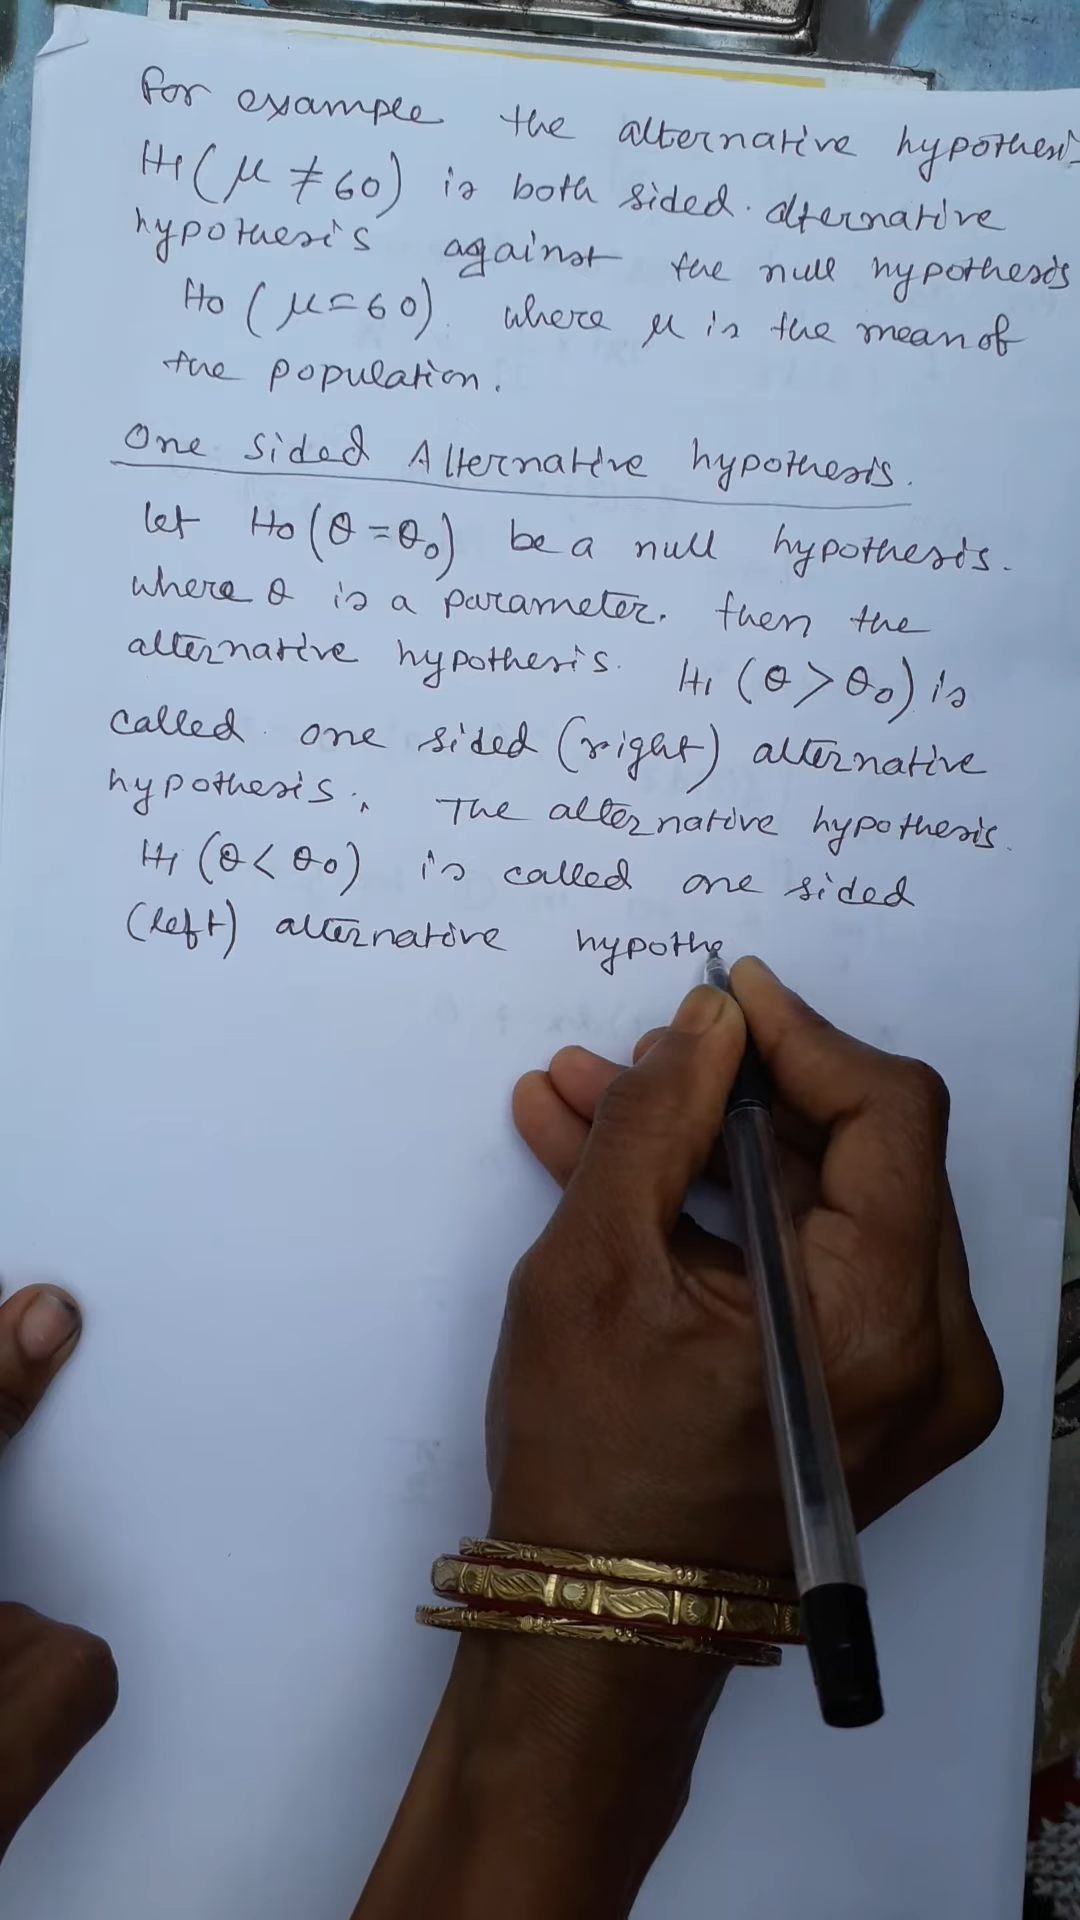 For example the alternative hypothesis
H1(μ ≠ 60) is both sided. alternative
hypothesis against the null hypothesis
H0 (μ = 60). where μ is the mean of
the population.
One sided Alternative hypothesis.
let H0 (θ = θ0) be a null hypothesis.
where θ is a parameter. then the
alternative hypothesis. H1 (θ > θ0) is
called. one sided (right) alternative
hypothesis. The alternative hypothesis.
H1 (θ < θ0) is called one sided
(left) alternative hypothe